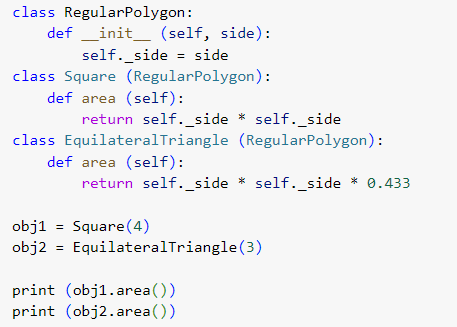 class RegularPolygon:
    def __init__ (self, side):
        self._side = side
class Square (RegularPolygon):
    def area (self):
        return self._side * self._side
class EquilateralTriangle (RegularPolygon):
    def area (self):
        return self._side * self._side * 0.433

obj1 = Square(4)
obj2 = EquilateralTriangle(3)

print (obj1.area())
print (obj2.area())